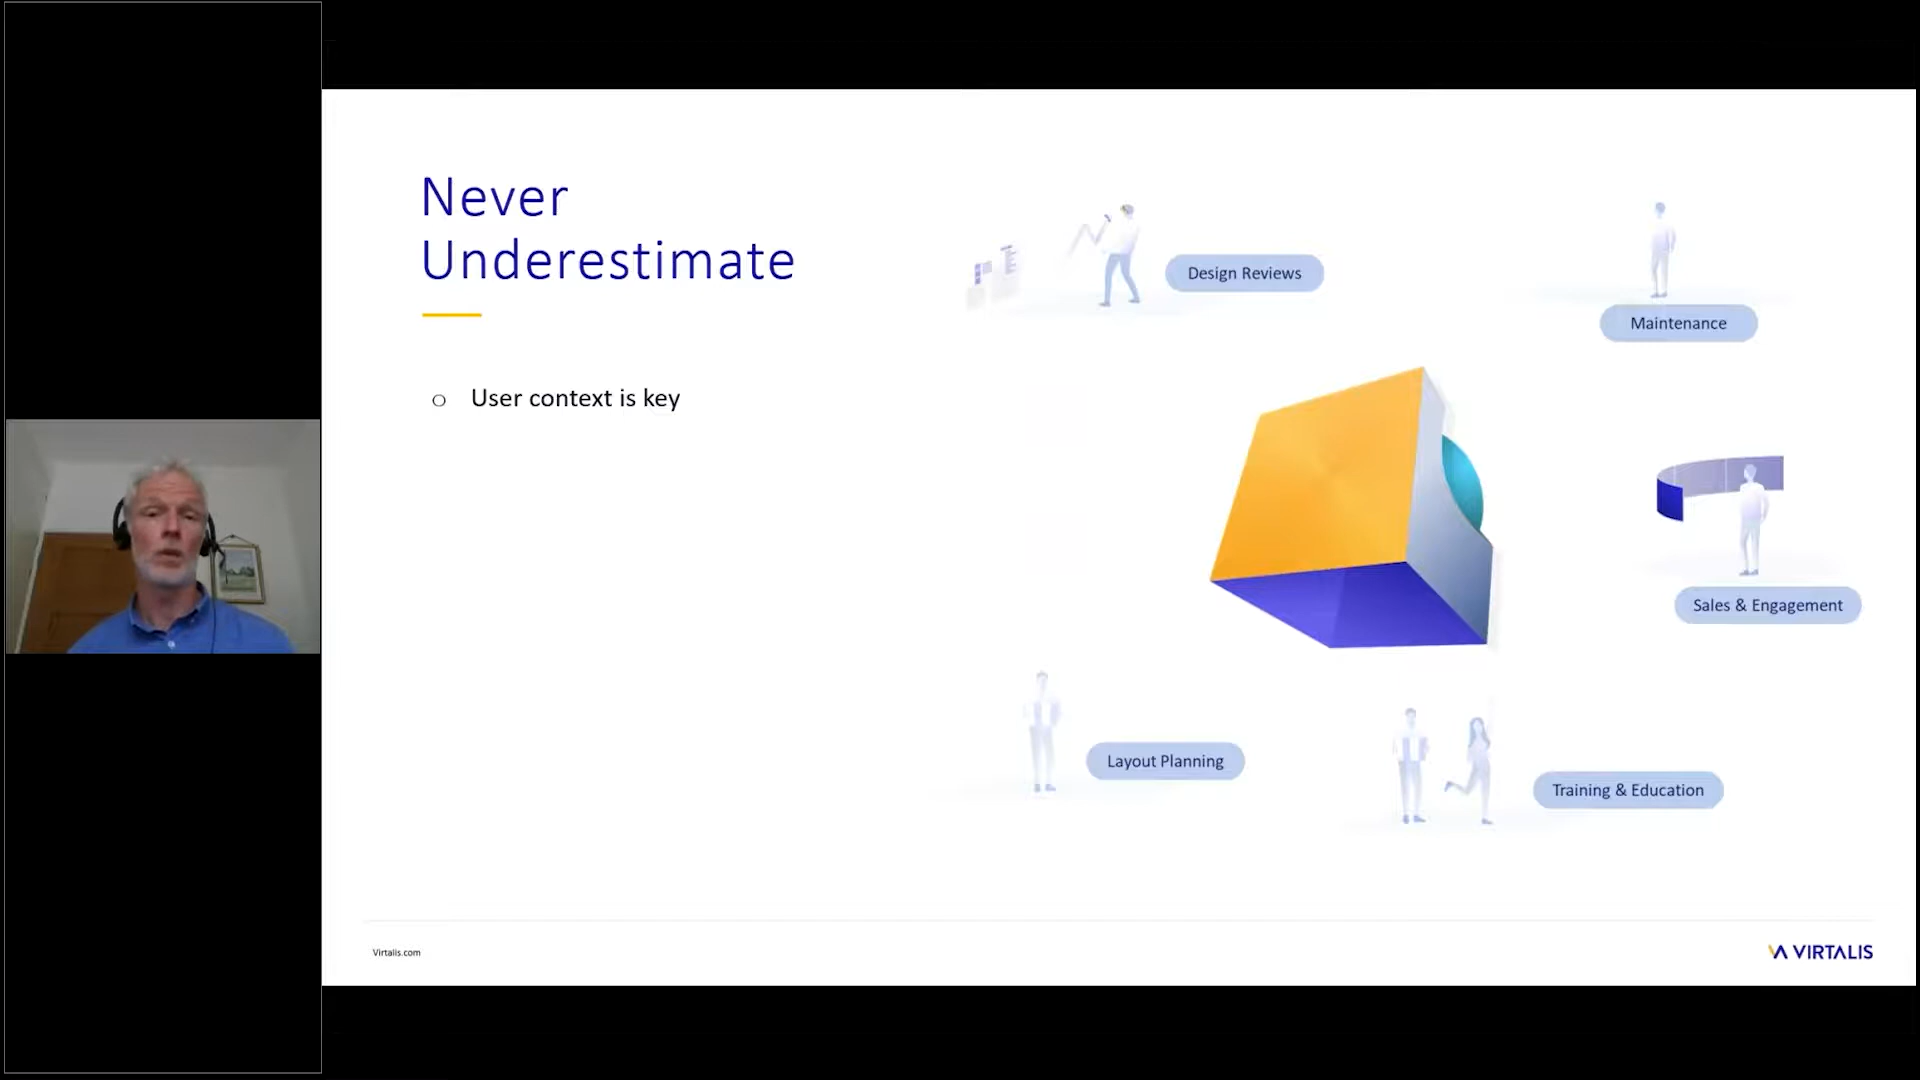 Never
Underestimate
o User context is key
Design Reviews
Maintenance
Sales & Engagement
Layout Planning
Training & Education
Virtalis.com
VIRTALIS